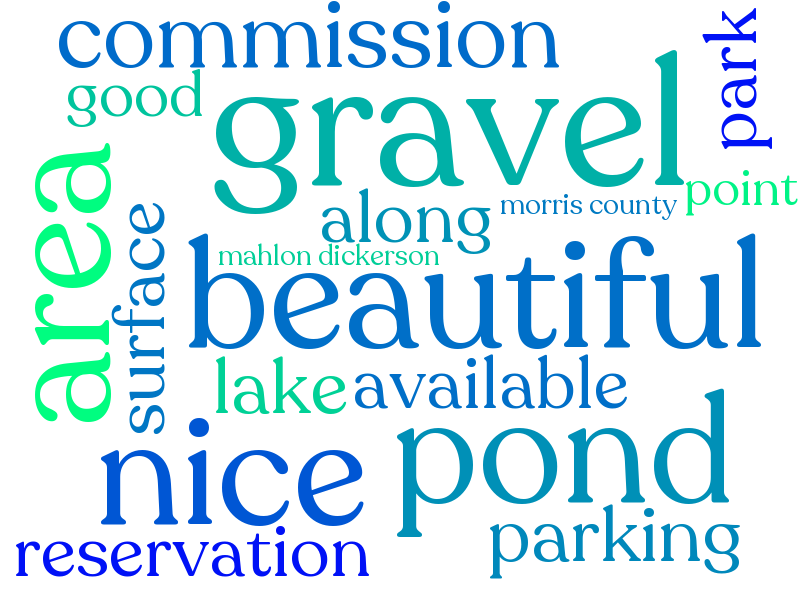 commission
park
good
gravel
area
point
along
morris county
surface
mahlon dickerson
beautiful
lake
available
nice
pond
parking
reservation